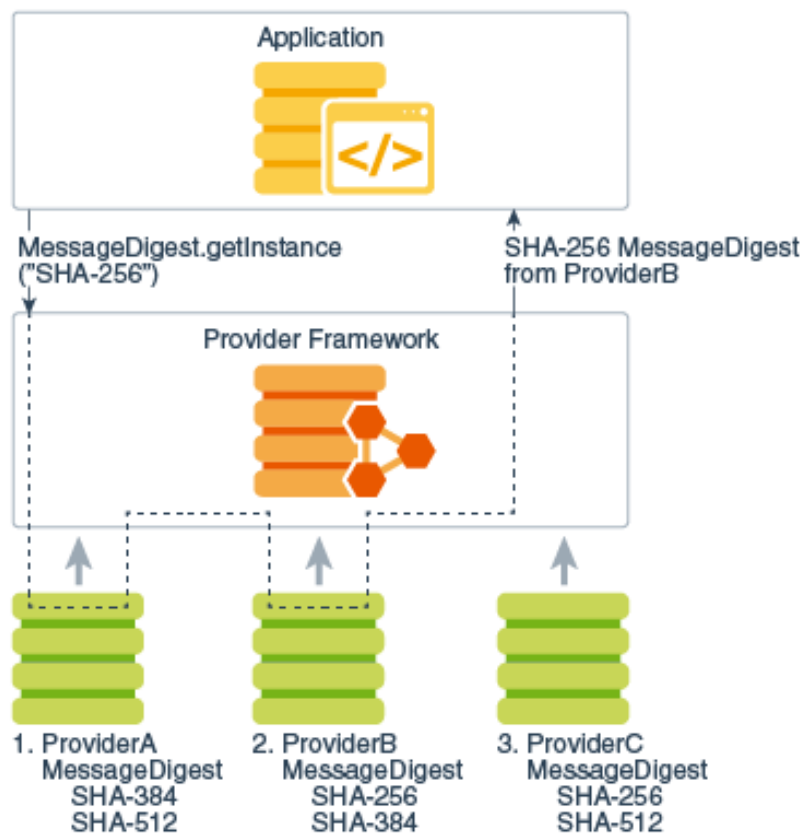 Application
</>
MessageDigest.getInstance
("SHA-256")
SHA-256 MessageDigest
from ProviderB
Provider Framework
1. ProviderA
MessageDigest
SHA-384
SHA-512
2. ProviderB
MessageDigest
SHA-256
SHA-384
3. ProviderC
MessageDigest
SHA-256
SHA-512